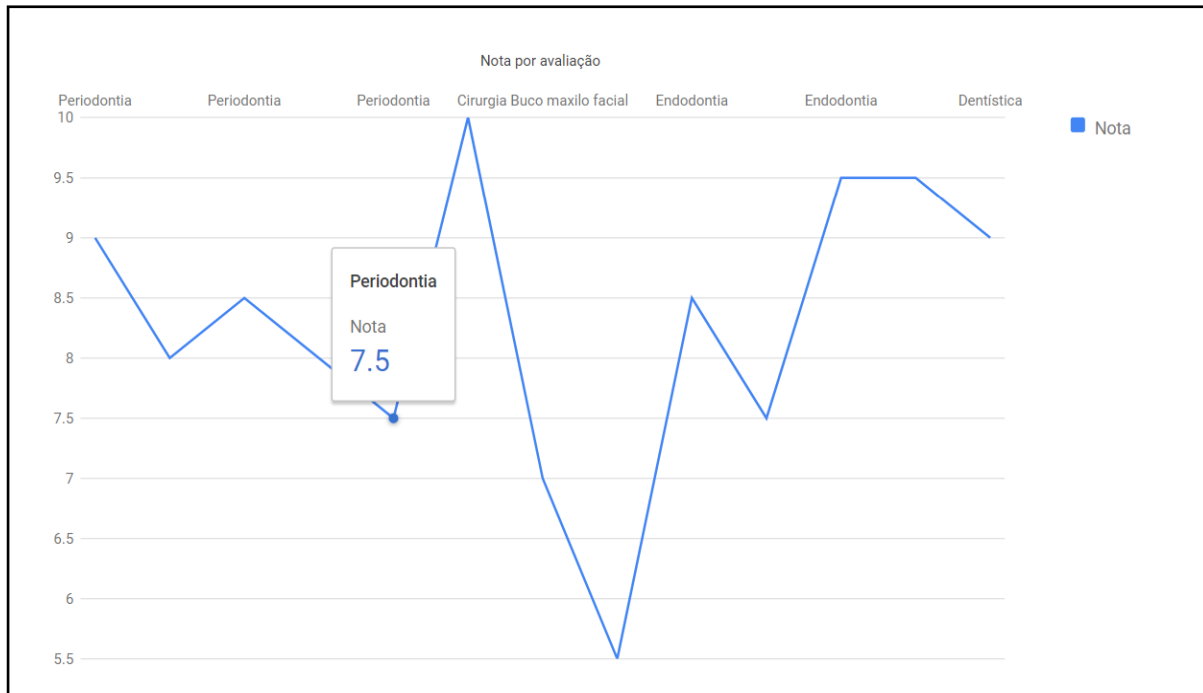 Nota por avaliação
Periodontia Periodontia Periodontia Cirurgia Buco maxilo facial Endodontia Endodontia Dentística
Nota
10
9.5
9
8.5
8
7.5
7
6.5
6
5.5
Periodontia
Nota
7.5